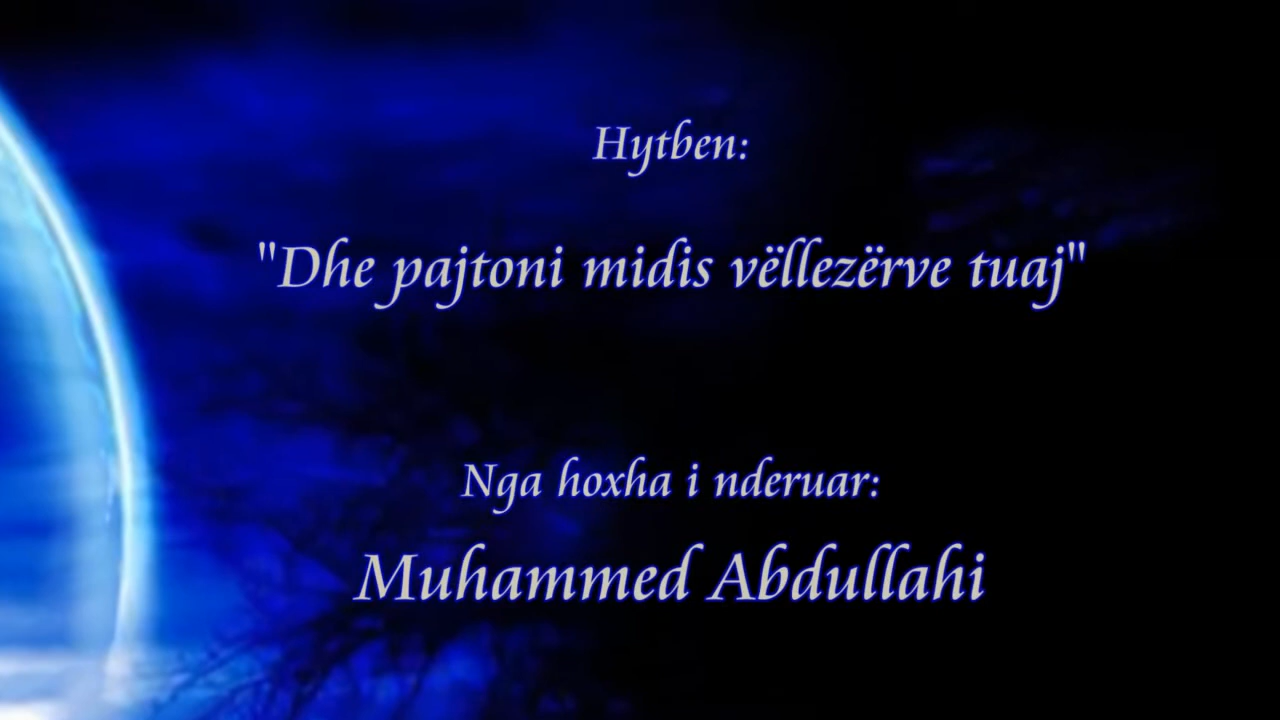 Hytben:
"Dhe pajtoni midis vëllezërve tuaj"
Nga hoxha i nderuar:
Muhammed Abdullahi